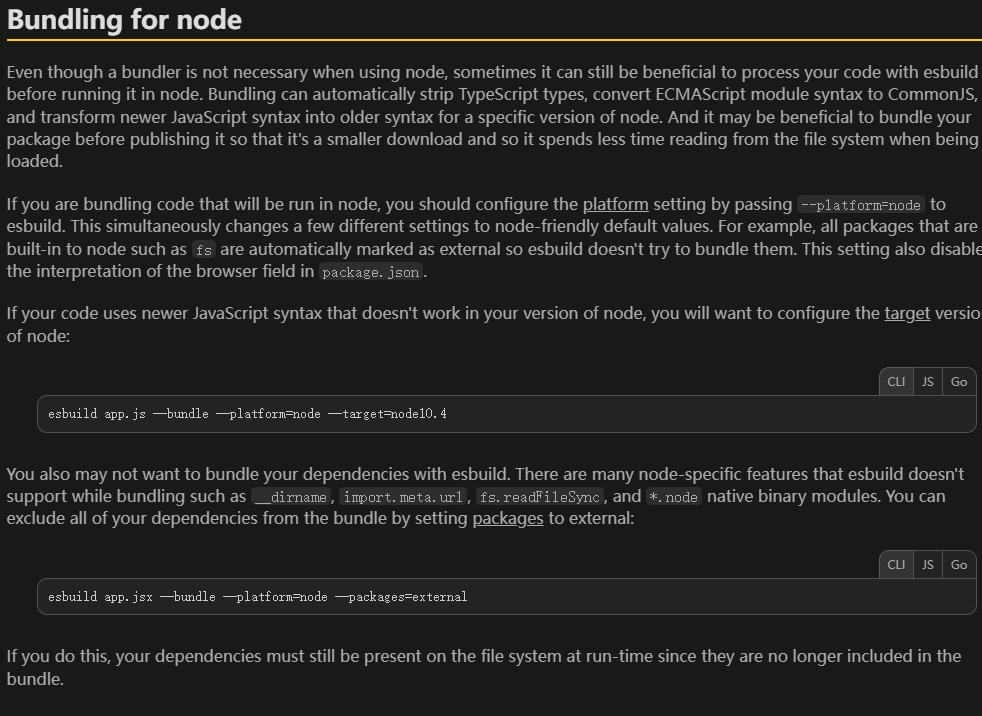 Bundling for node
Even though a bundler is not necessary when using node, sometimes it can still be beneficial to process your code with esbuild
before running it in node. Bundling can automatically strip TypeScript types, convert ECMAScript module syntax to CommonJS,
and transform newer JavaScript syntax into older syntax for a specific version of node. And it may be beneficial to bundle your
package before publishing it so that it's a smaller download and so it spends less time reading from the file system when being
loaded.
If you are bundling code that will be run in node, you should configure the platform setting by passing --platform=node to
esbuild. This simultaneously changes a few different settings to node-friendly default values. For example, all packages that are
built-in to node such as fs are automatically marked as external so esbuild doesn't try to bundle them. This setting also disable
the interpretation of the browser field in package.json.
If your code uses newer JavaScript syntax that doesn't work in your version of node, you will want to configure the target versio
of node:
CLI JS Go
esbuild app.js --bundle --platform=node --target=node10.4
You also may not want to bundle your dependencies with esbuild. There are many node-specific features that esbuild doesn't
support while bundling such as __dirname, import.meta.url, fs.readFileSync, and *.node native binary modules. You can
exclude all of your dependencies from the bundle by setting packages to external:
CLI JS Go
esbuild app.jsx --bundle --platform=node --packages=external
If you do this, your dependencies must still be present on the file system at run-time since they are no longer included in the
bundle.